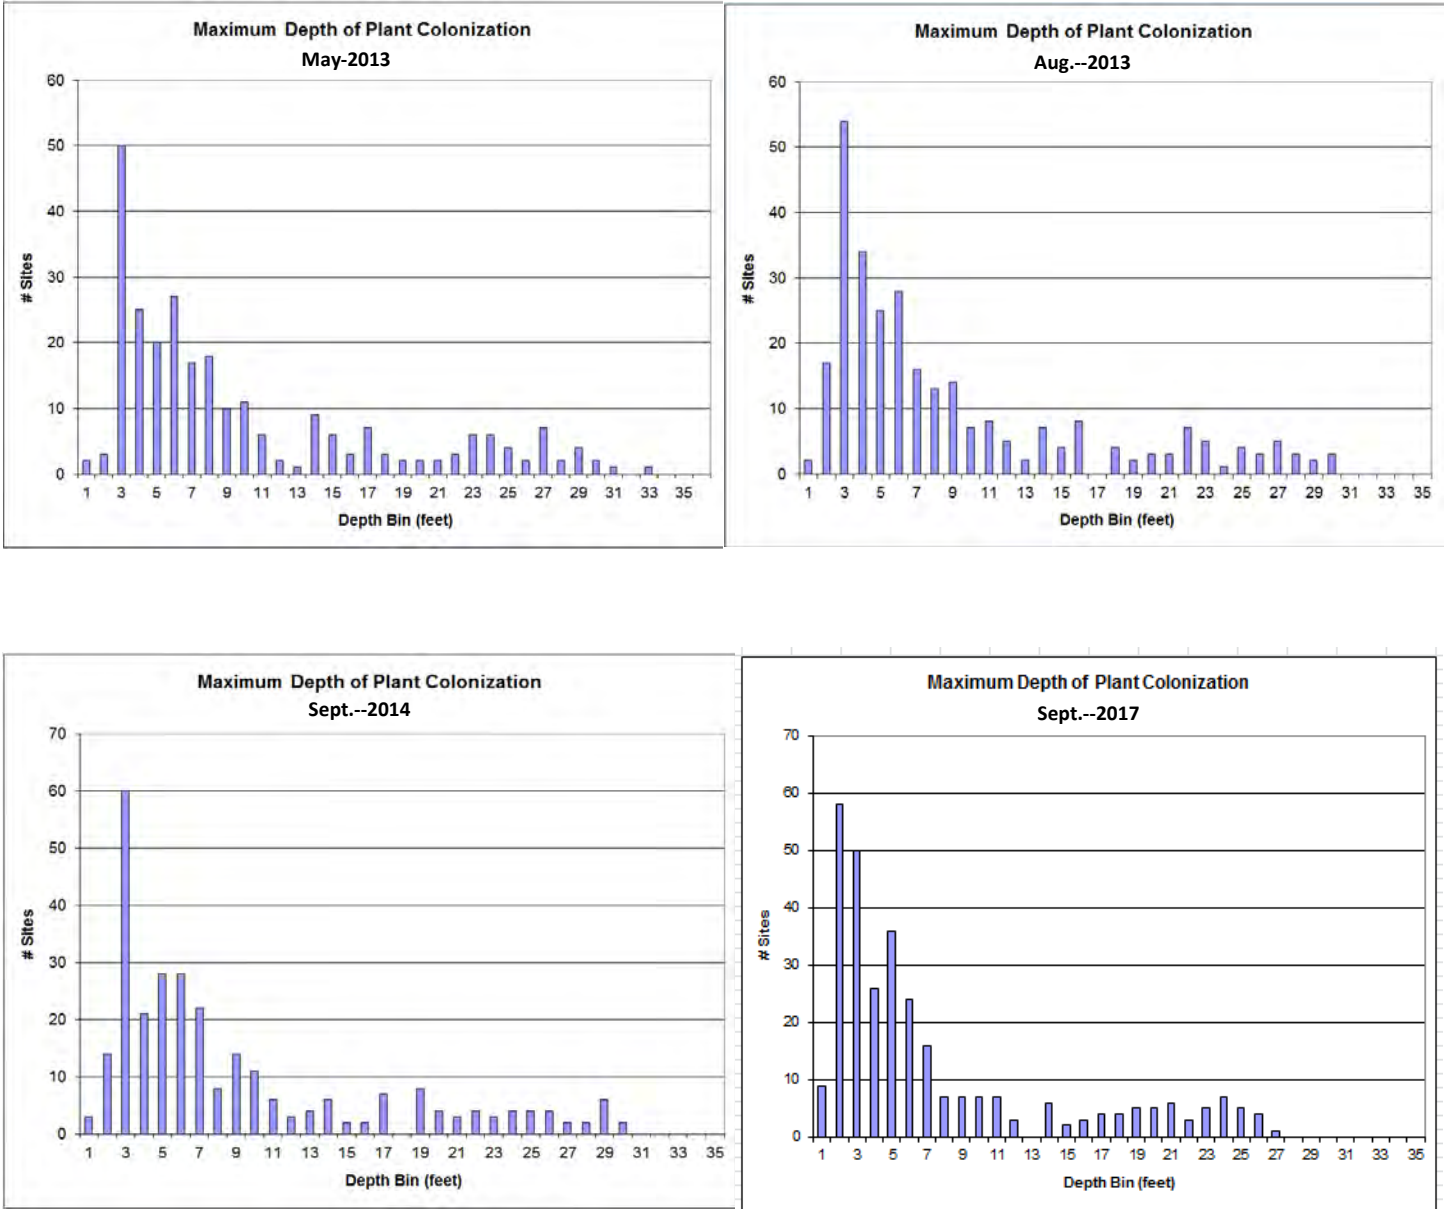 Maximum Depth of Plant Colonization
May-2013
60
50
40
30
20
10
0
# Sites
1 3 5 7 9 11 13 15 17 19 21 23 25 27 29 31 33 35
Depth Bin (feet)
Maximum Depth of Plant Colonization
Aug.--2013
60
50
40
30
20
10
0
# Sites
1 3 5 7 9 11 13 15 17 19 21 23 25 27 29 31 33 35
Depth Bin (feet)
Maximum Depth of Plant Colonization
Sept.--2014
70
60
50
40
30
20
10
0
# Sites
1 3 5 7 9 11 13 15 17 19 21 23 25 27 29 31 33 35
Depth Bin (feet)
Maximum Depth of Plant Colonization
Sept.--2017
70
60
50
40
30
20
10
0
# Sites
1 3 5 7 9 11 13 15 17 19 21 23 25 27 29 31 33 35
Depth Bin (feet)